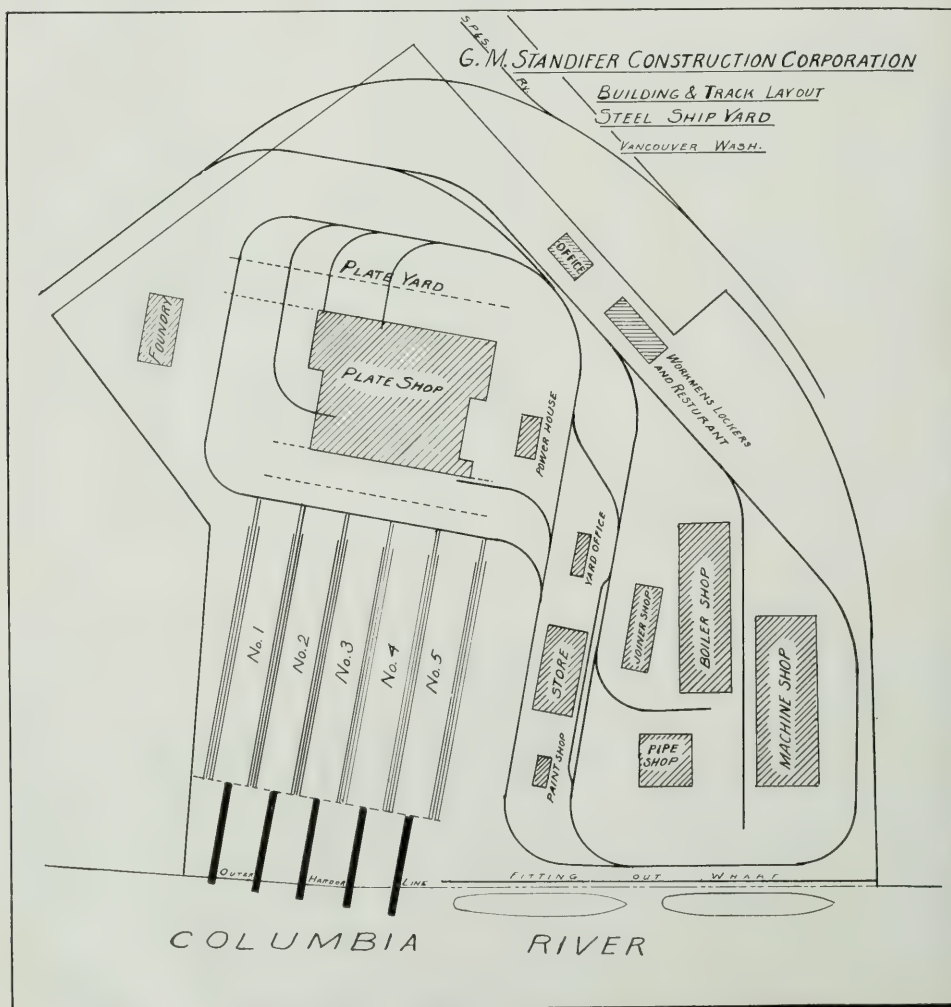 S.P.&S.
RY.
G. M. STANDIFER CONSTRUCTION CORPORATION
BUILDING & TRACK LAYOUT
STEEL SHIP YARD
VANCOUVER WASH.
OFFICE
PLATE YARD
FOUNDRY
PLATE SHOP
WORKMENS LOCKERS
AND RESTURANT
POWER HOUSE
YARD OFFICE
No. 1
No. 2
No. 3
No. 4
No. 5
JOINER SHOP
BOILER SHOP
STORE
MACHINE SHOP
PIPE
SHOP
PAINT SHOP
OUTER HARBOR LINE
FITTING OUT WHARF
COLUMBIA RIVER